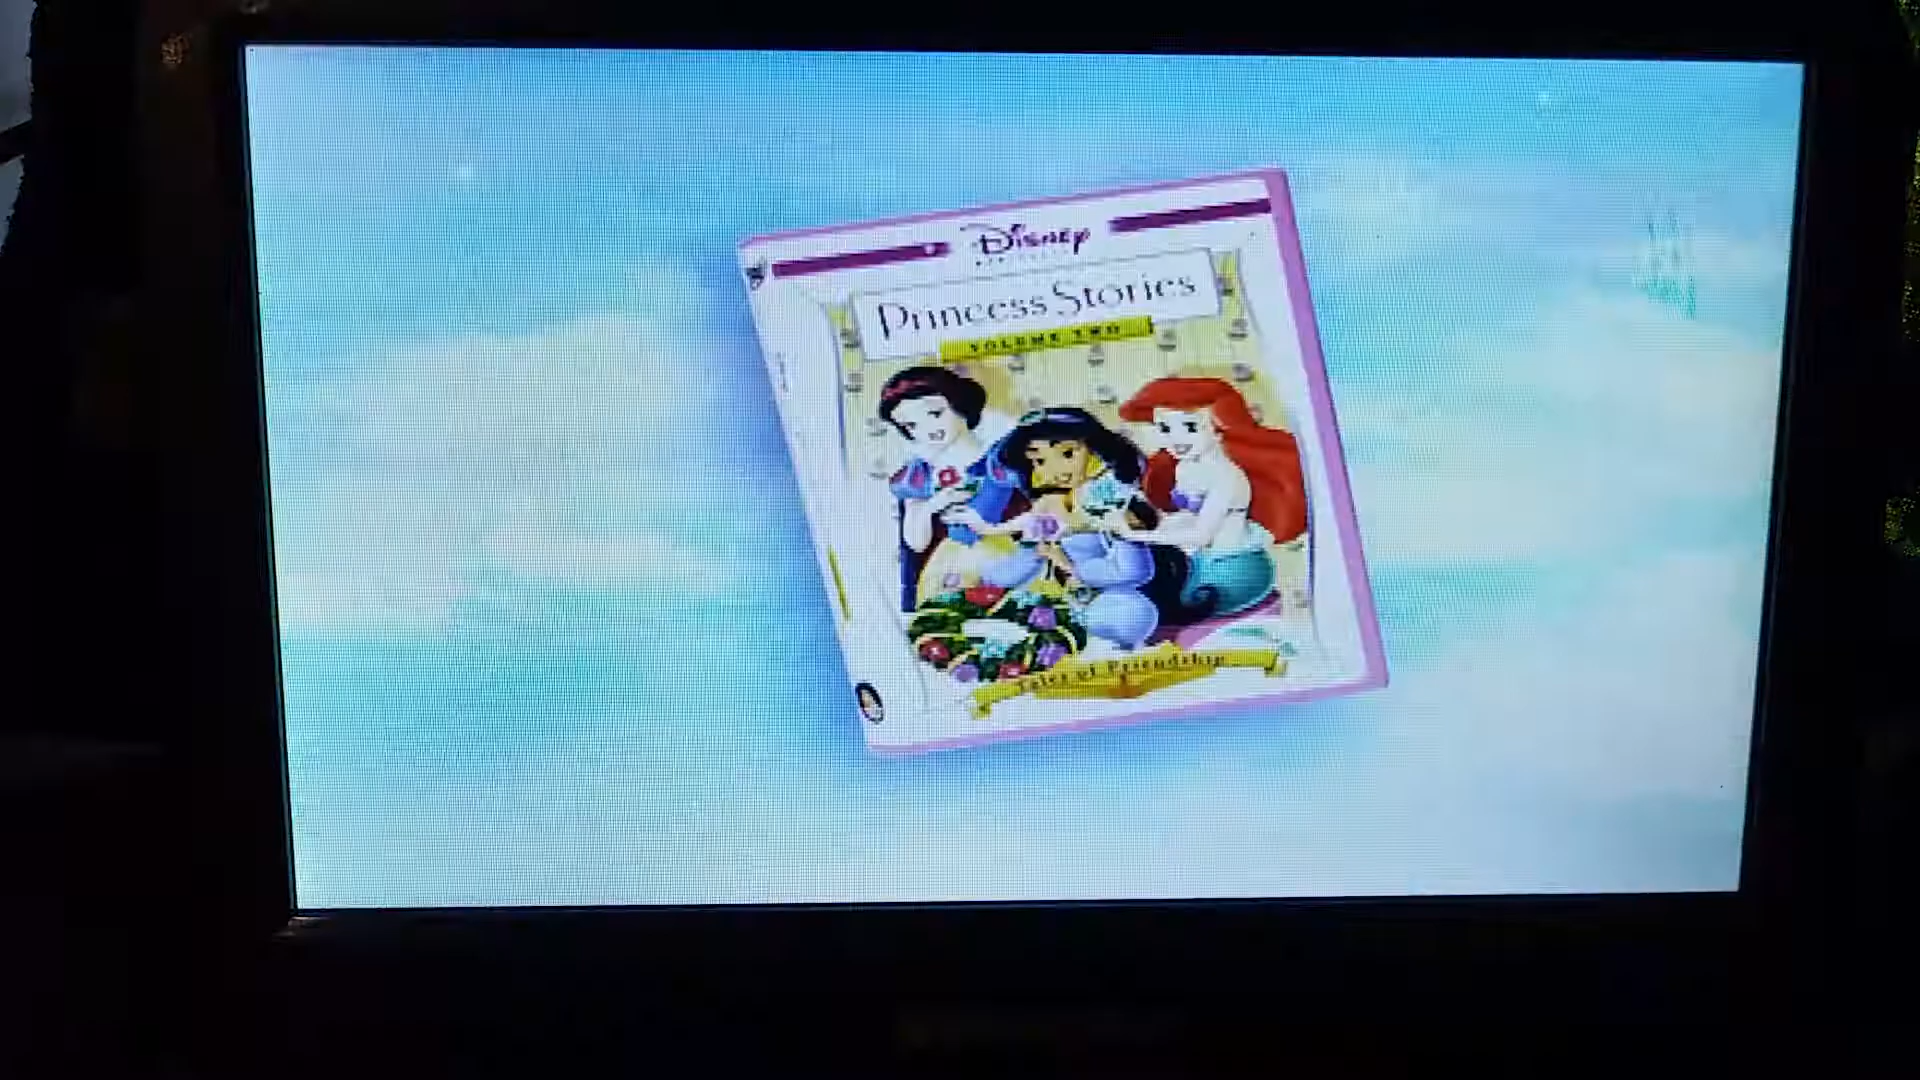 Disney
Princess Stories
VOLUME TWO
Tales of Friendship